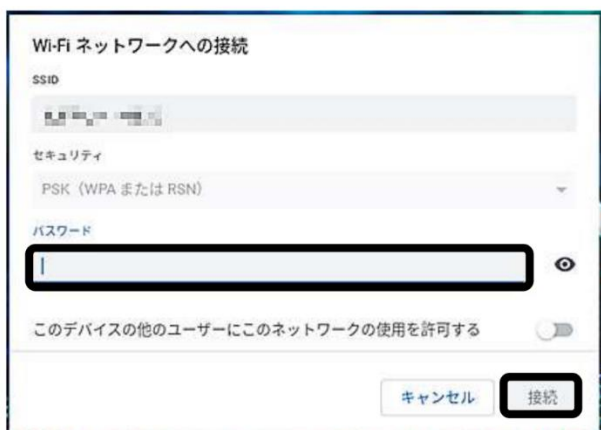 Wi-Fi ネットワークへの接続
SSID
セキュリティ
PSK（WPA または RSN）
パスワード
このデバイスの他のユーザーにこのネットワークの使用を許可する
キャンセル 接続